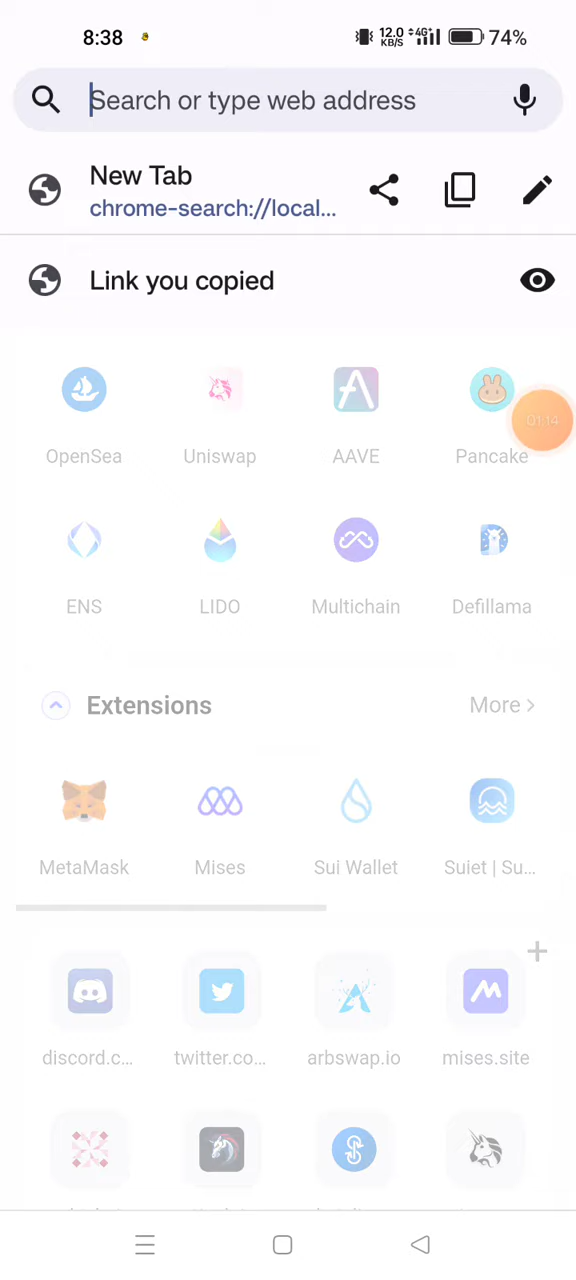 8:38 12.0 KB/S 4G+ 74%
Search or type web address
New Tab
chrome-search://local...
Link you copied
01:14
OpenSea Uniswap AAVE Pancake
ENS LIDO Multichain Defillama
Extensions More >
MetaMask Mises Sui Wallet Suiet | Su...
discord.c... twitter.co... arbswap.io mises.site